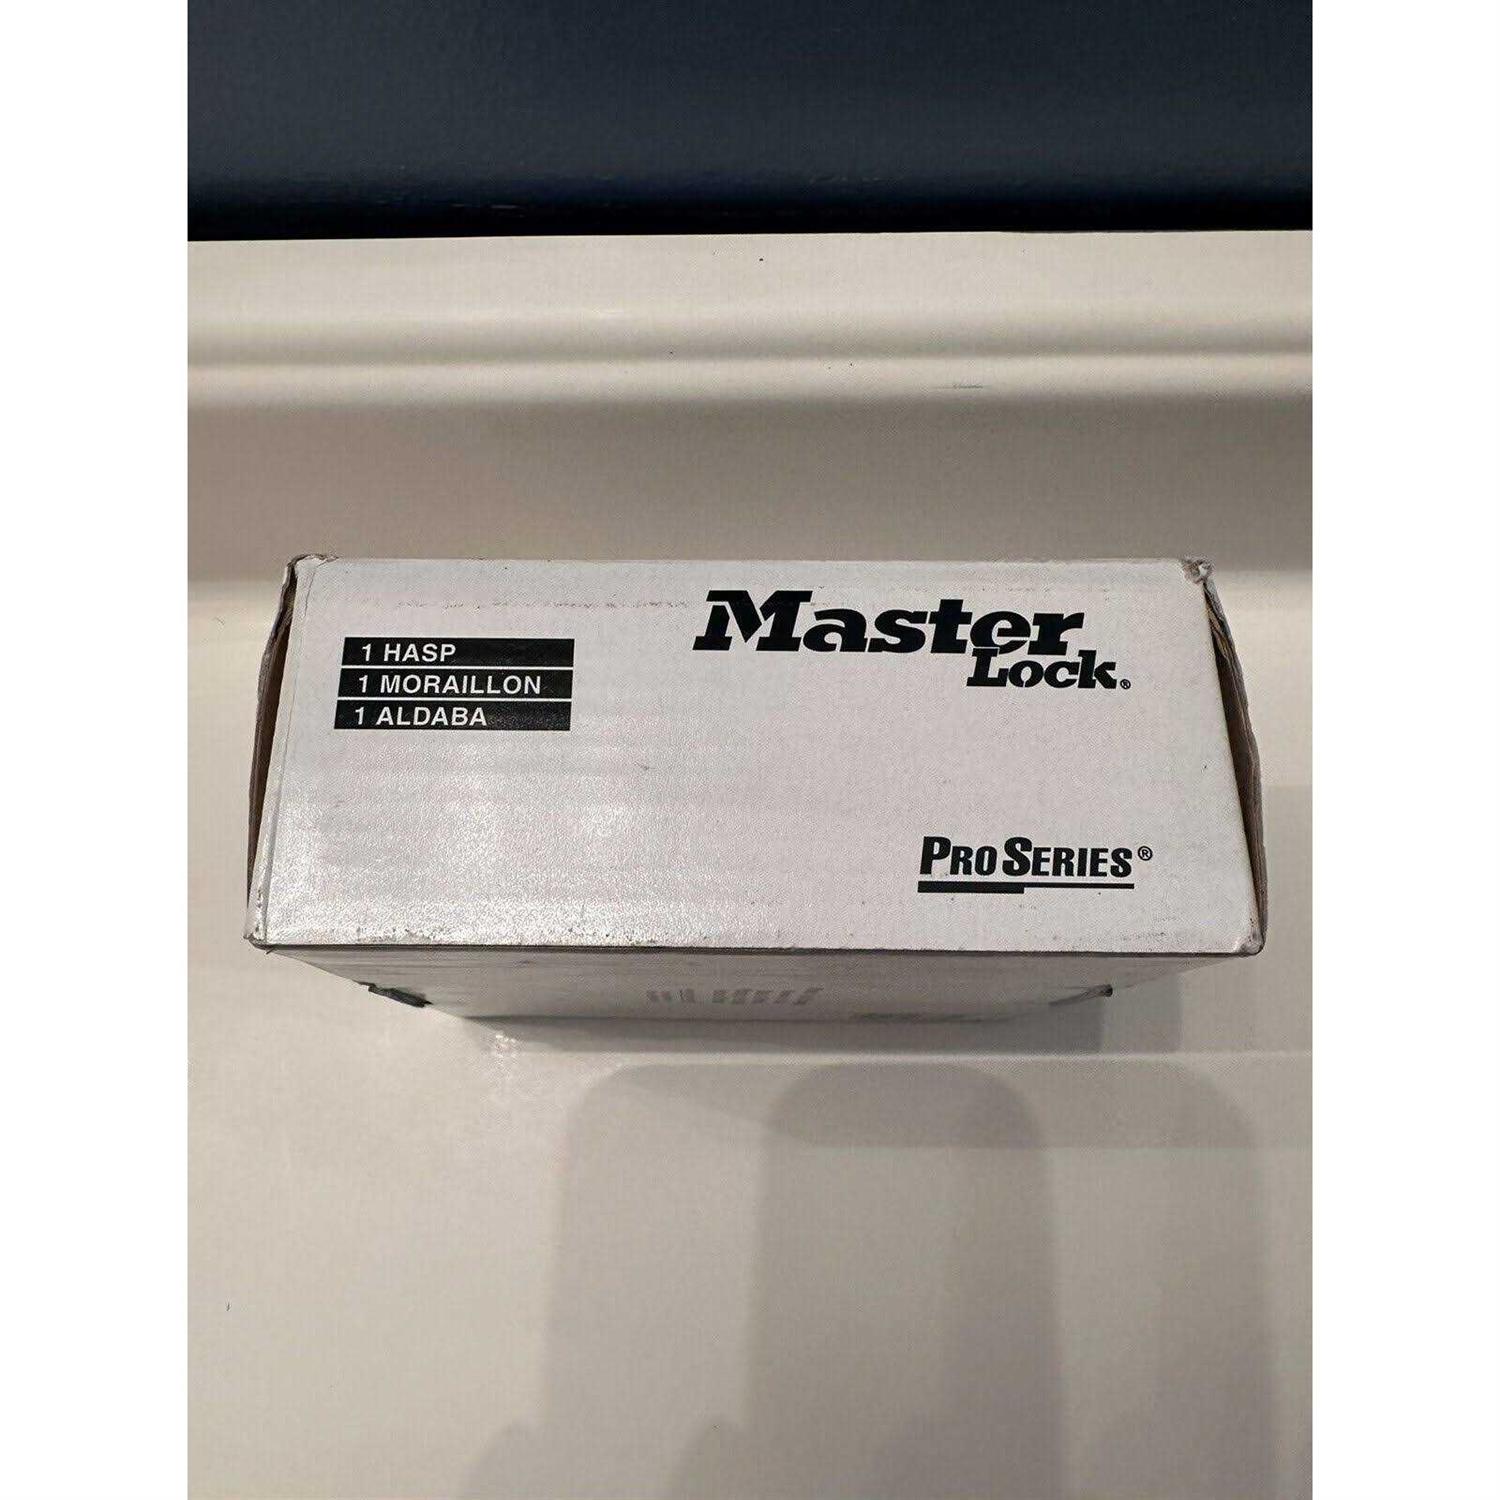 1 HASP
1 MORAILLON
1 ALDABA
Master
Lock®
PRO SERIES®